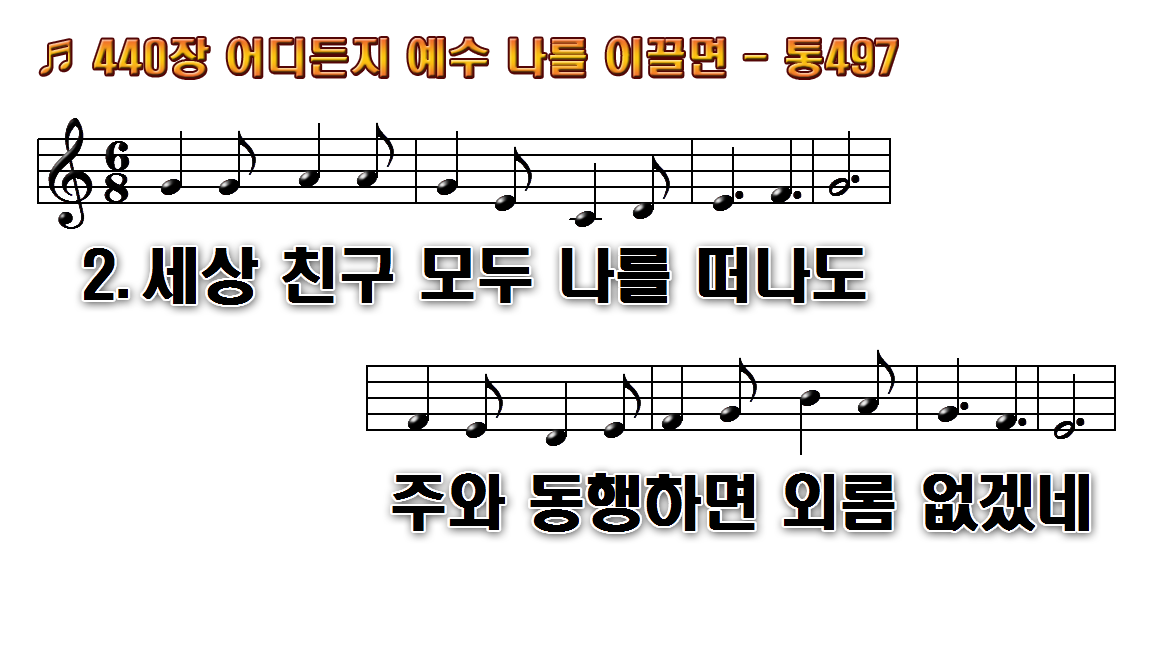 ♬ 440장 어디든지 예수 나를 이끌면 - 통497
6
8
2. 세상 친구 모두 나를 떠나도
주와 동행하면 외롬 없겠네